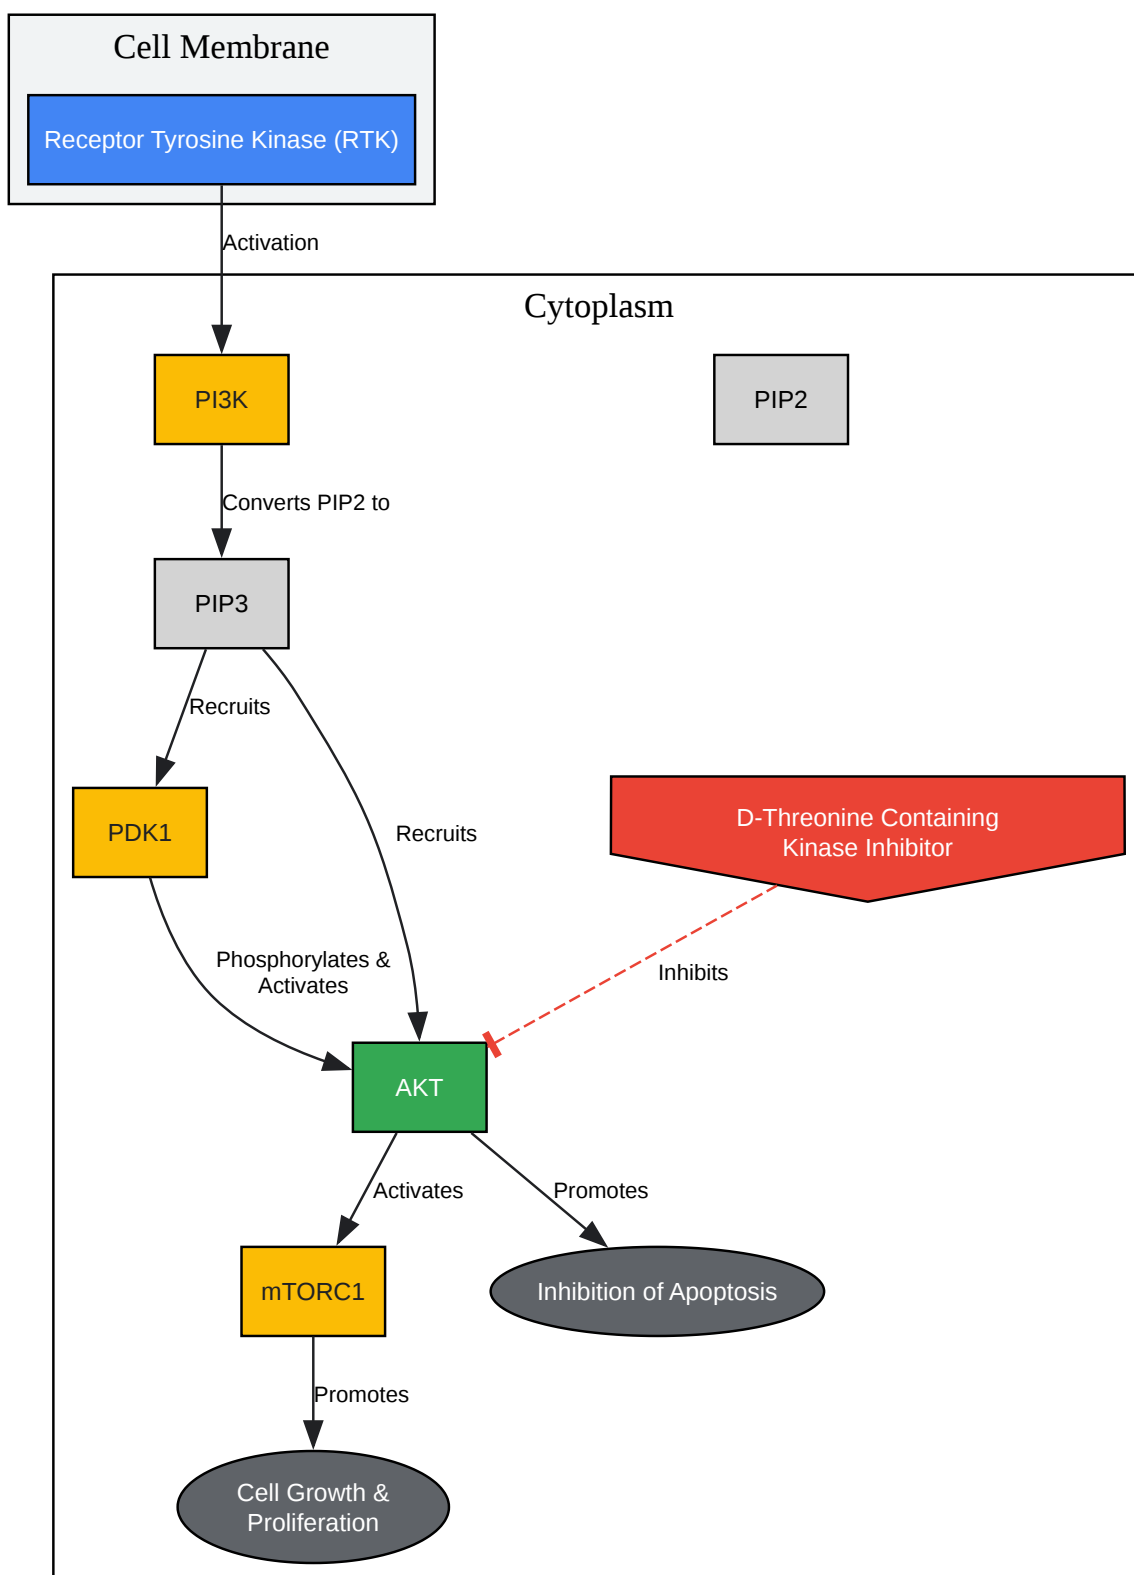 Cell Membrane
Receptor Tyrosine Kinase (RTK)
Activation
Cytoplasm
PI3K
PIP2
Converts PIP2 to
PIP3
Recruits
PDK1
Recruits
D-Threonine Containing
Kinase Inhibitor
Phosphorylates &
Activates
Inhibits
AKT
Activates
Promotes
mTORC1
Inhibition of Apoptosis
Promotes
Cell Growth &
Proliferation